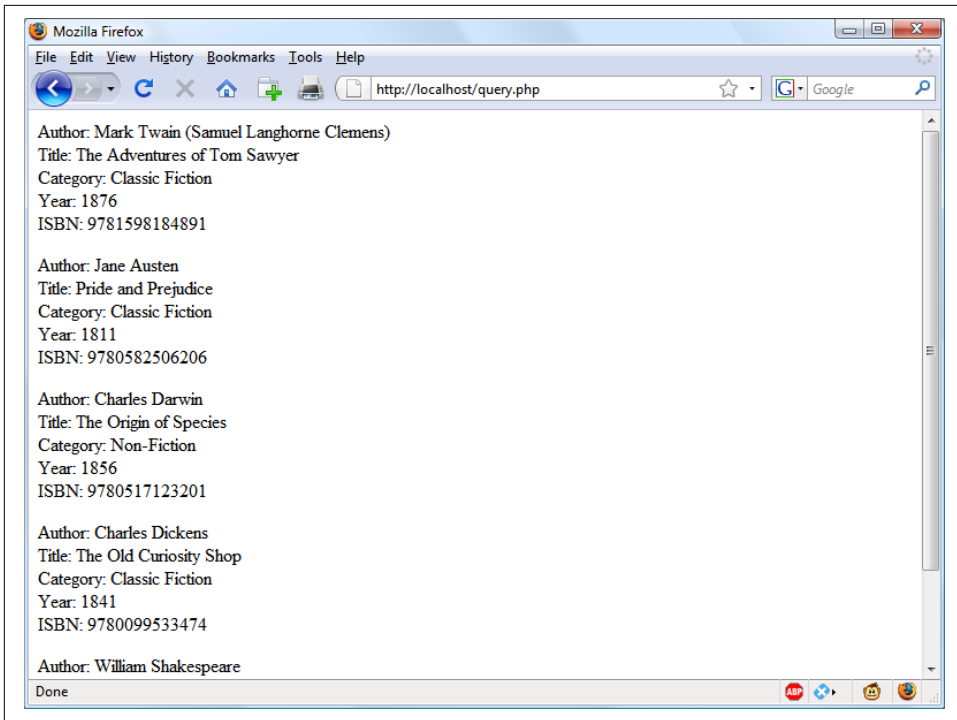 Mozilla Firefox
File Edit View History Bookmarks Tools Help
http://localhost/query.php
G Google
Author: Mark Twain (Samuel Langhorne Clemens)
Title: The Adventures of Tom Sawyer
Category: Classic Fiction
Year: 1876
ISBN: 9781598184891
Author: Jane Austen
Title: Pride and Prejudice
Category: Classic Fiction
Year: 1811
ISBN: 9780582506206
Author: Charles Darwin
Title: The Origin of Species
Category: Non-Fiction
Year: 1856
ISBN: 9780517123201
Author: Charles Dickens
Title: The Old Curiosity Shop
Category: Classic Fiction
Year: 1841
ISBN: 9780099533474
Author: William Shakespeare
Done
ABP